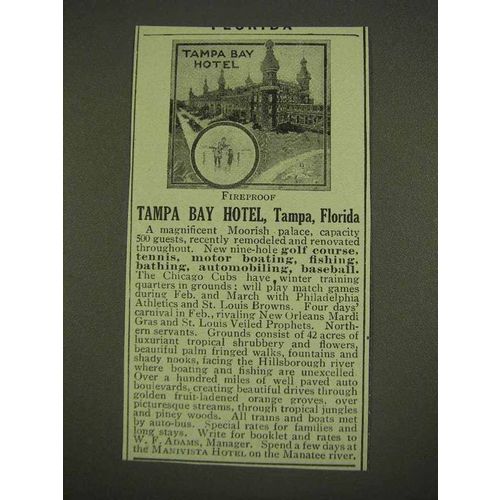 FLORIDA
TAMPA BAY
HOTEL
FIREPROOF
TAMPA BAY HOTEL, Tampa, Florida
A magnificent Moorish palace, capacity
500 guests, recently remodeled and renovated
throughout. New nine-hole golf course,
tennis, motor boating, fishing,
bathing, automobiling, baseball.
The Chicago Cubs have winter training
quarters in grounds; will play match games
during Feb. and March with Philadelphia
Athletics and St. Louis Browns. Four days'
carnival in Feb., rivaling New Orleans Mardi
Gras and St. Louis Veiled Prophets. North-
ern servants. Grounds consist of 42 acres of
luxuriant tropical shrubbery and flowers,
beautiful palm fringed walks, fountains and
shady nooks, facing the Hillsborough river
where boating and fishing are unexcelled
Over a hundred miles of well paved auto
boulevards, creating beautiful drives through
golden fruit-ladened orange groves, over
picturesque streams, through tropical jungles
and piney woods. All trains and boats met
by auto-bus. Special rates for families and
long stays. Write for booklet and rates to
W. F. ADAMS, Manager. Spend a few days at
the MANIVISTA HOTEL on the Manatee river.